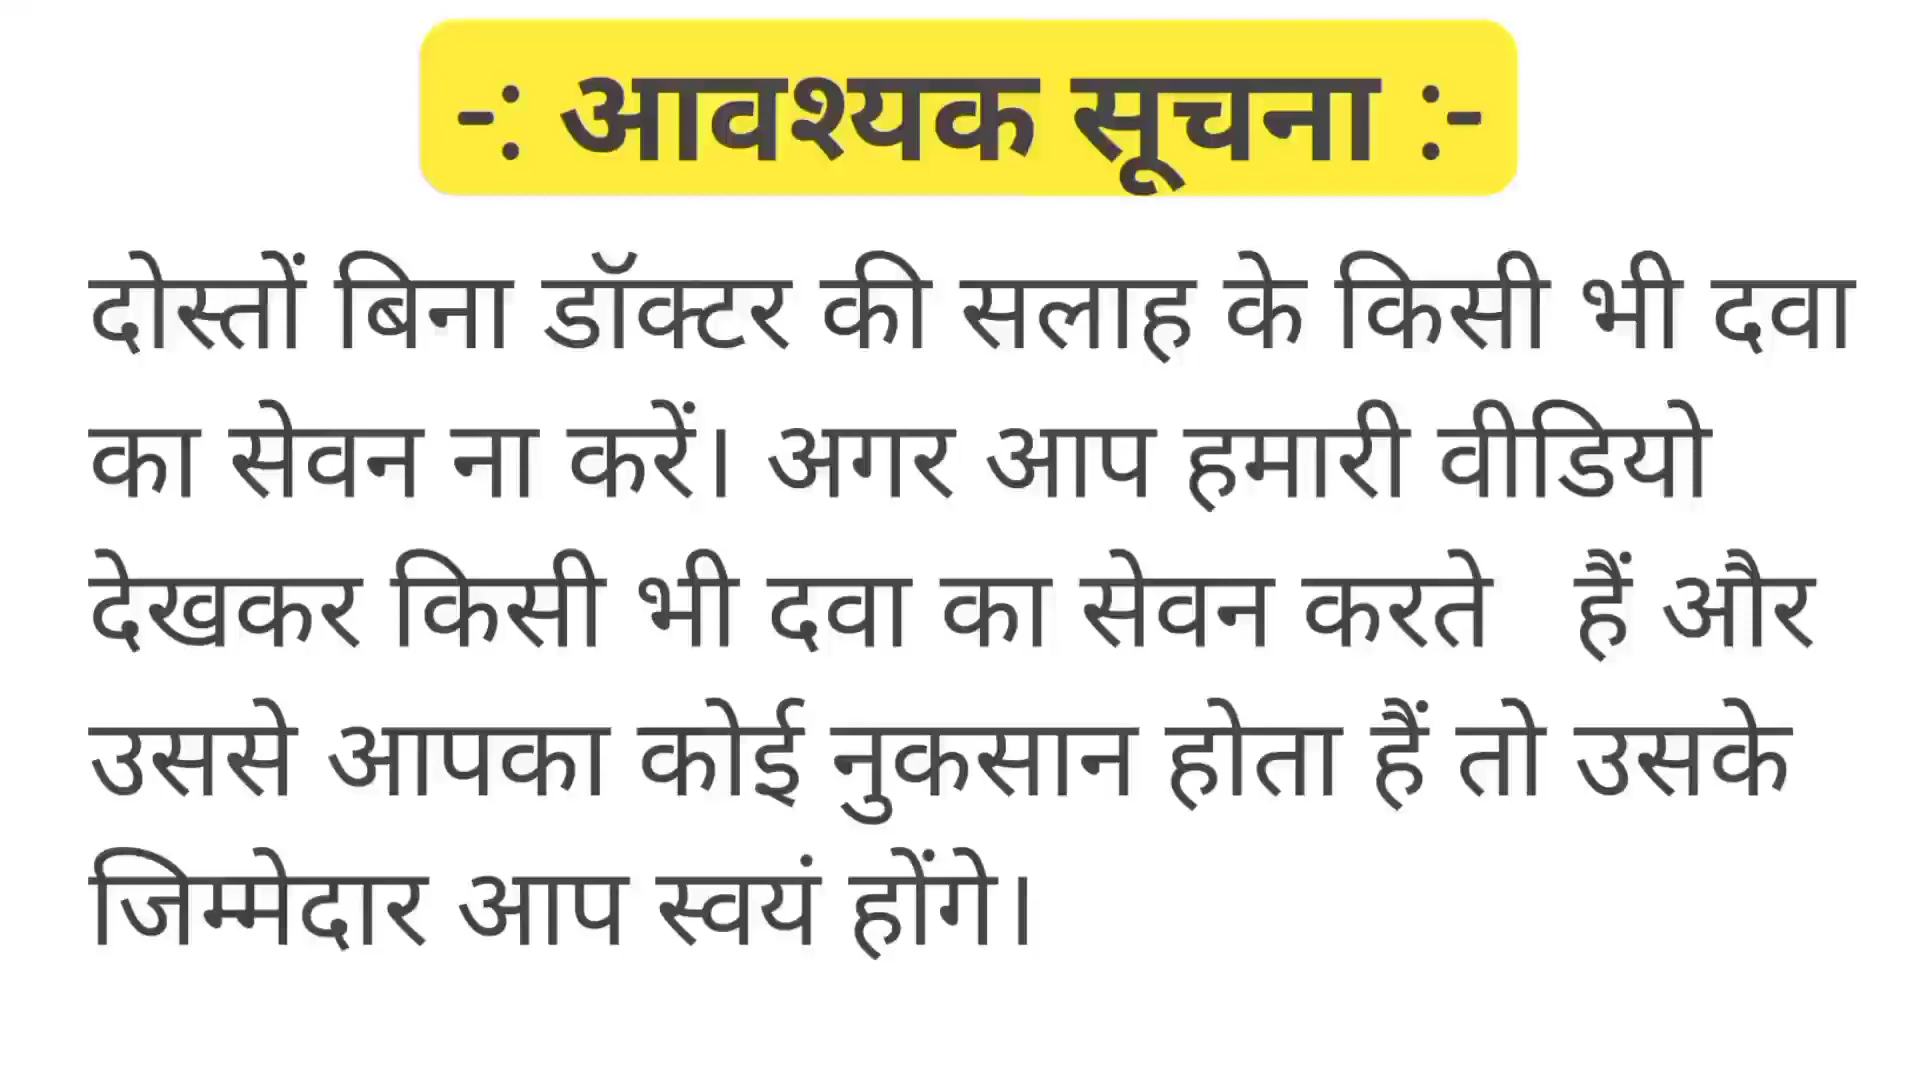 -: आवश्यक सूचना :-
दोस्तों बिना डॉक्टर की सलाह के किसी भी दवा
का सेवन ना करें। अगर आप हमारी वीडियो
देखकर किसी भी दवा का सेवन करते हैं और
उससे आपका कोई नुकसान होता हैं तो उसके
जिम्मेदार आप स्वयं होंगे।